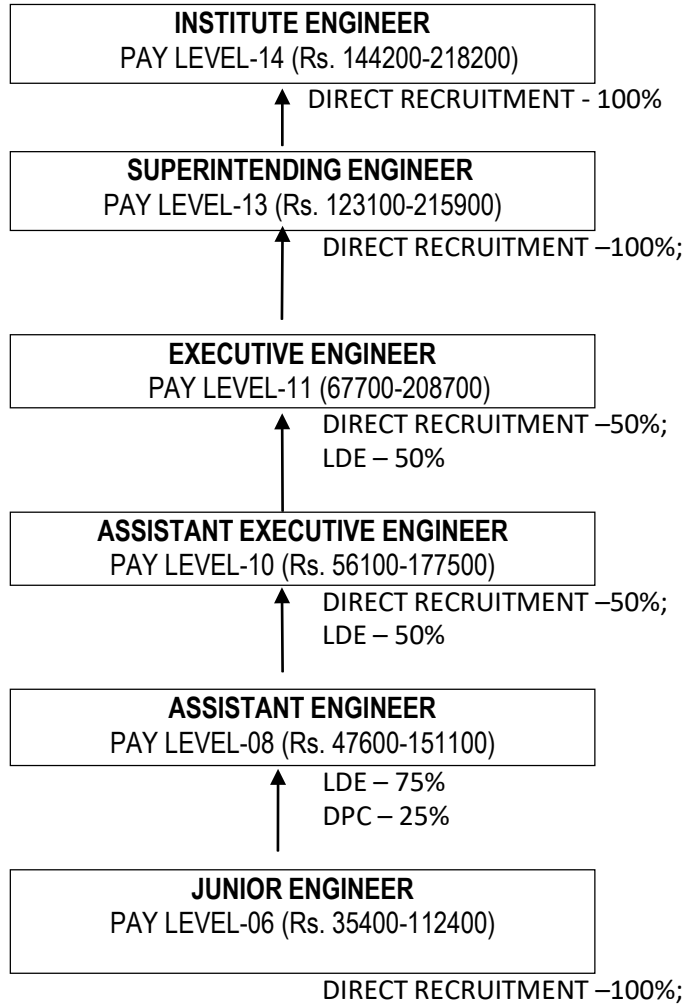 INSTITUTE ENGINEER
PAY LEVEL-14 (Rs. 144200-218200)
DIRECT RECRUITMENT - 100%
SUPERINTENDING ENGINEER
PAY LEVEL-13 (Rs. 123100-215900)
DIRECT RECRUITMENT –100%;
EXECUTIVE ENGINEER
PAY LEVEL-11 (67700-208700)
DIRECT RECRUITMENT –50%;
LDE – 50%
ASSISTANT EXECUTIVE ENGINEER
PAY LEVEL-10 (Rs. 56100-177500)
DIRECT RECRUITMENT –50%;
LDE – 50%
ASSISTANT ENGINEER
PAY LEVEL-08 (Rs. 47600-151100)
LDE – 75%
DPC – 25%
JUNIOR ENGINEER
PAY LEVEL-06 (Rs. 35400-112400)
DIRECT RECRUITMENT –100%;